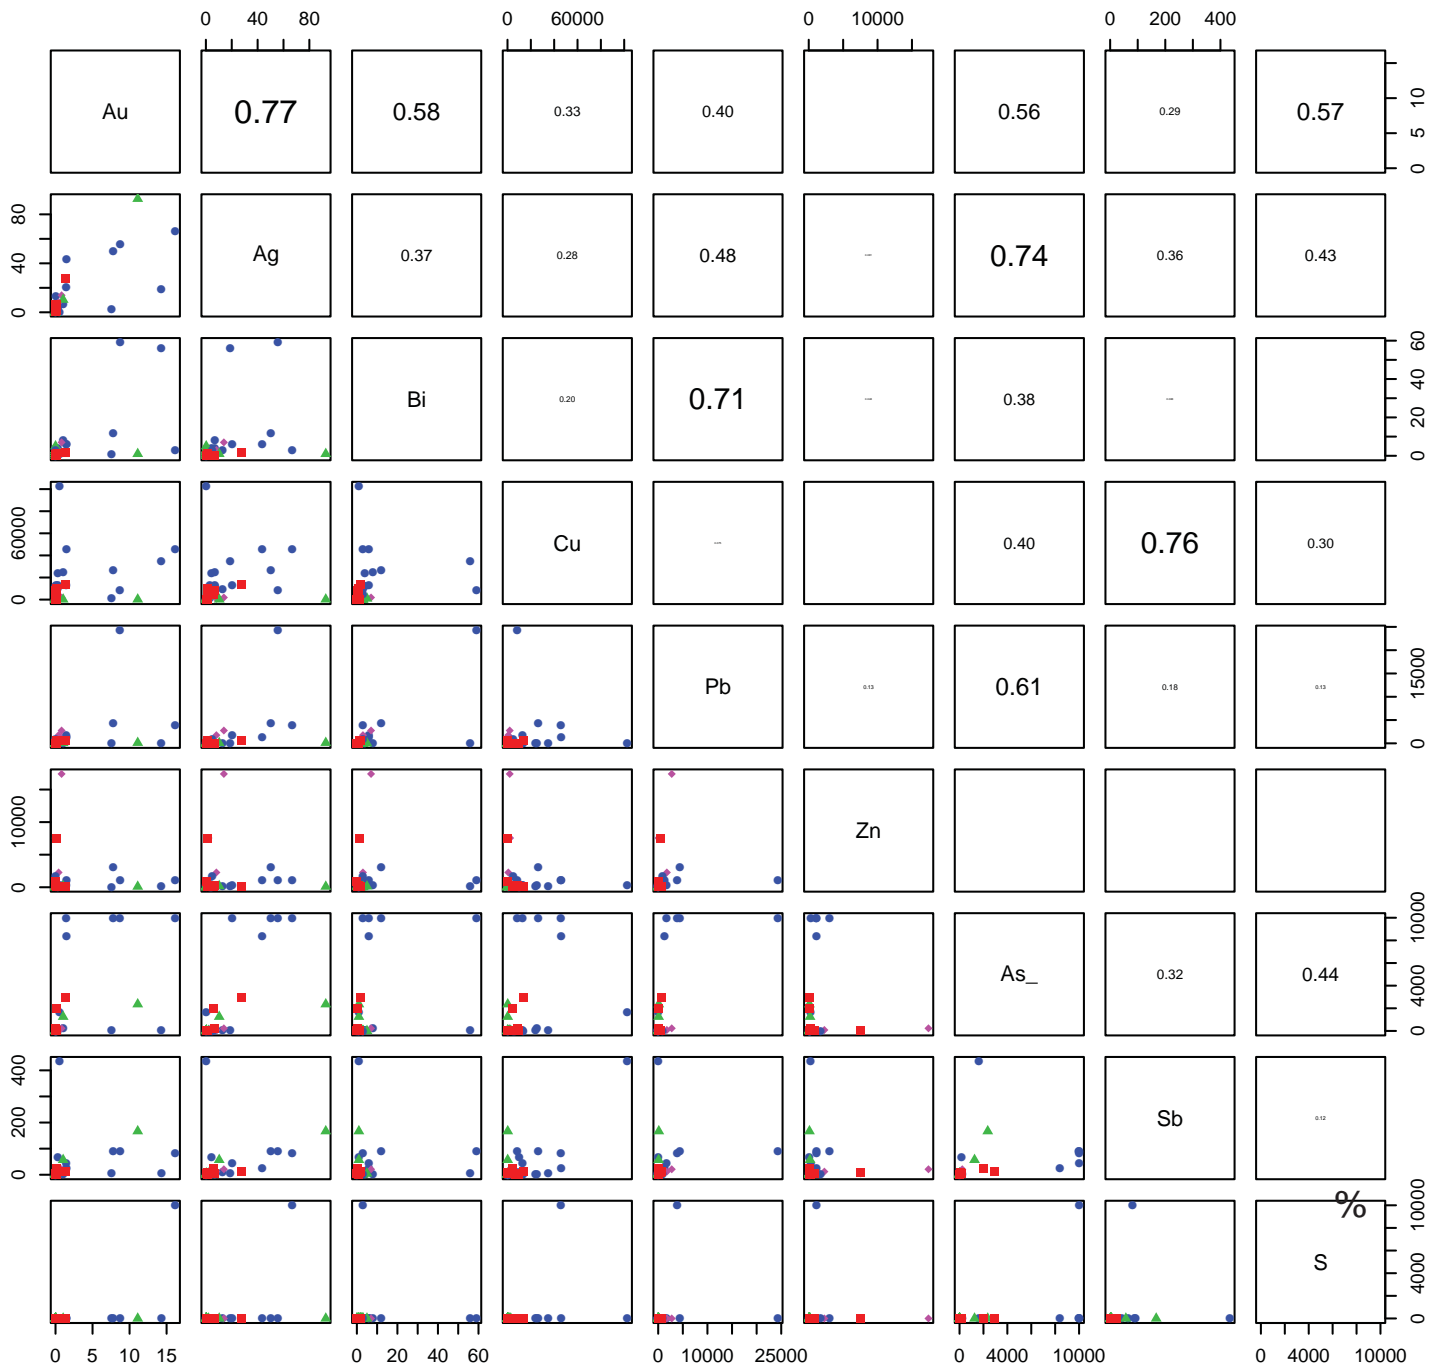 0 40 80 0 60000 0 10000 0 200 400
Au 0.77 0.58 0.33 0.40 0.56 0.29 0.57 0 5 10
0 40 80 Ag 0.37 0.28 0.48 0.74 0.36 0.43
Bi 0.20 0.71 0.38 0 20 40 60
0 60000 Cu 0.40 0.76 0.30
Pb 0.13 0.61 0.18 0.13 0 15000
0 10000 Zn
As_ 0.32 0.44 0 4000 10000
0 200 400 Sb 0.12
% S 0 4000 10000
0 5 10 15 0 20 40 60 0 10000 25000 0 4000 10000 0 4000 10000